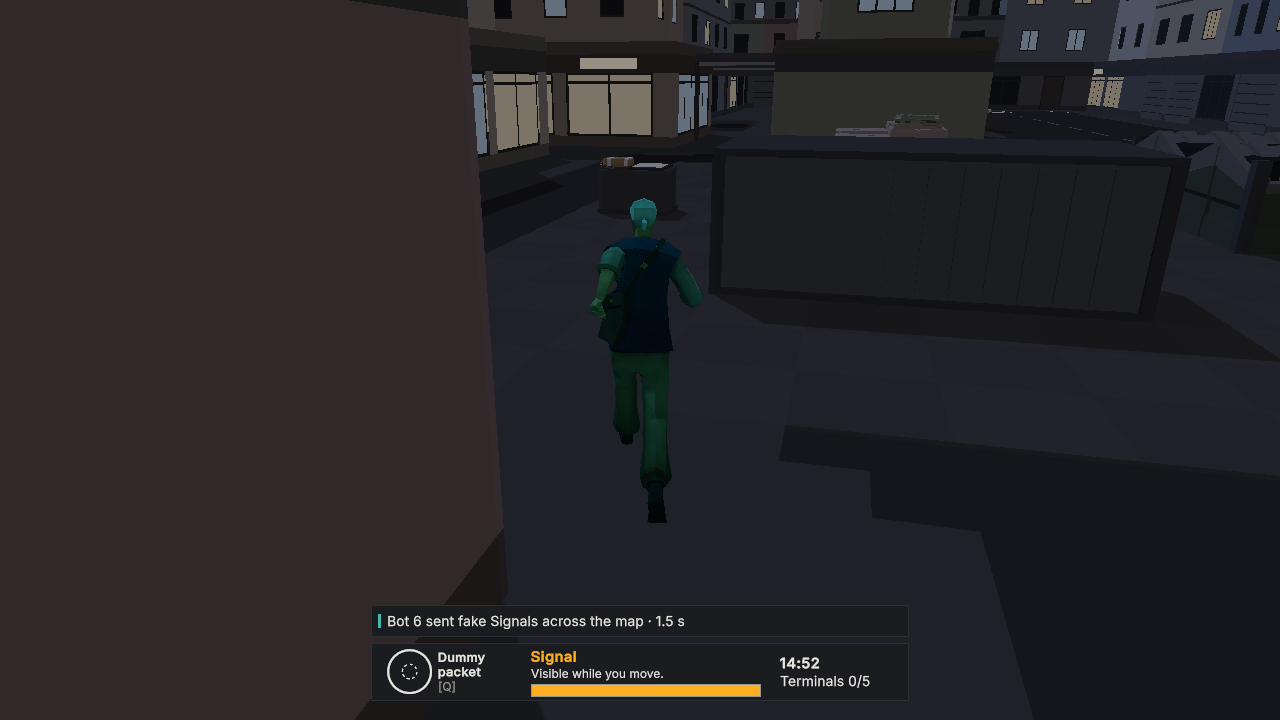 Bot 6 sent fake Signals across the map · 1.5 s
Dummy
packet
[Q]
Signal
Visible while you move.
14:52
Terminals 0/5